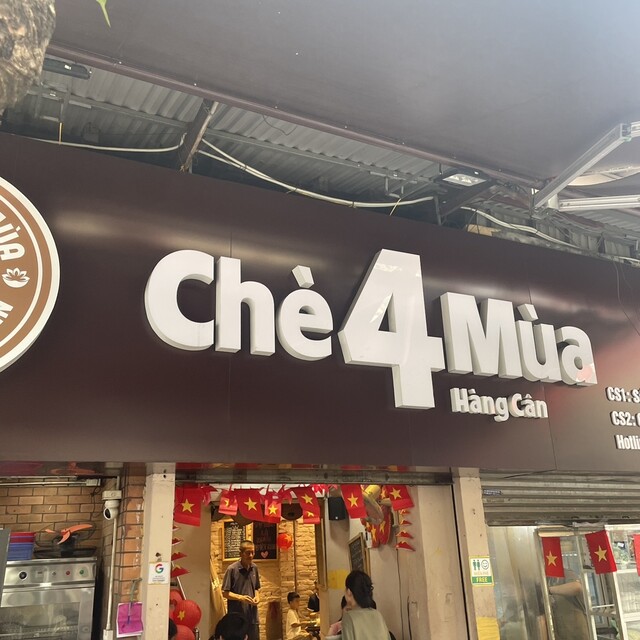 Chè 4 Mùa
Hàng Cân
CS1:
CS2:
FREE